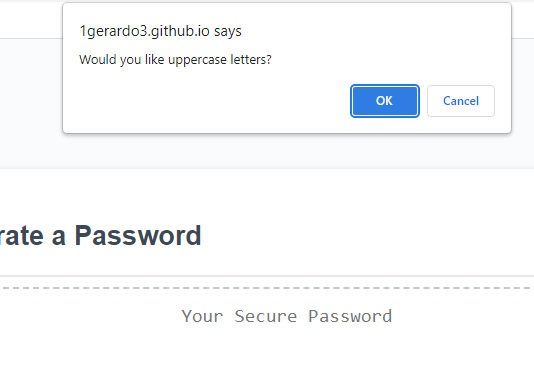 1gerardo3.github.io says
Would you like uppercase letters?
OK Cancel
rate a Password
Your Secure Password